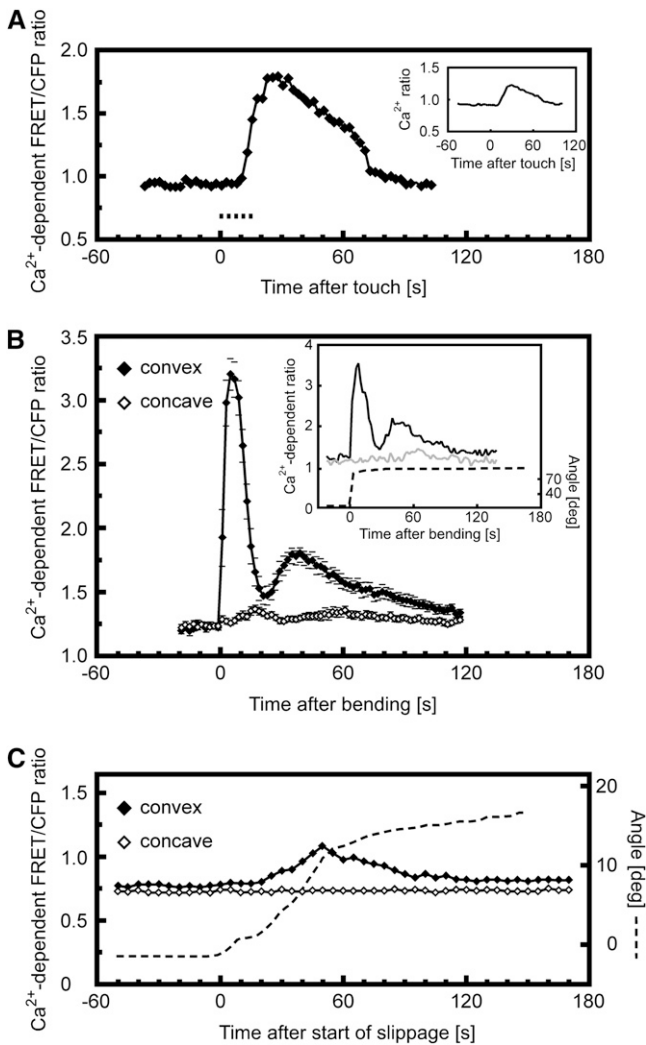 A
Ca²⁺-dependent FRET/CFP ratio
2.0
1.5
1.0
0.5
-60
0
60
120
180
Time after touch [s]
Ca²⁺ ratio
1.5
1.0
0.5
-60
0
60
120
Time after touch [s]
B
Ca²⁺-dependent FRET/CFP ratio
3.5
3.0
2.5
2.0
1.5
1.0
convex
concave
-60
0
60
120
180
Time after bending [s]
Ca²⁺-dependent ratio
4
3
2
1
0
0
60
120
180
Time after bending [s]
70
40
Angle [deg]
C
Ca²⁺-dependent FRET/CFP ratio
1.5
1.0
0.5
0
convex
concave
20
10
0
Angle [deg]
-60
0
60
120
180
Time after start of slippage [s]